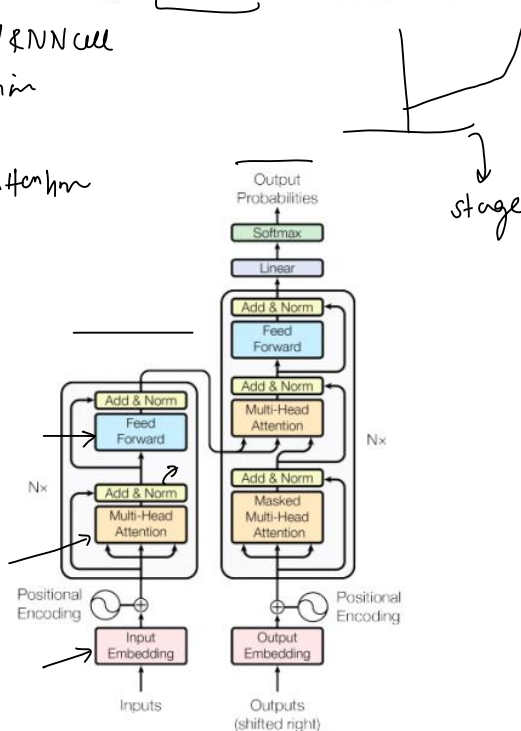 RNN cell
stage
Output
Probabilities
Softmax
Linear
Add & Norm
Feed
Forward
Add & Norm
Multi-Head
Attention
Nx
Add & Norm
Masked
Multi-Head
Attention
Positional
Encoding
Output
Embedding
Outputs
(shifted right)
Add & Norm
Feed
Forward
Nx
Add & Norm
Multi-Head
Attention
Positional
Encoding
Input
Embedding
Inputs